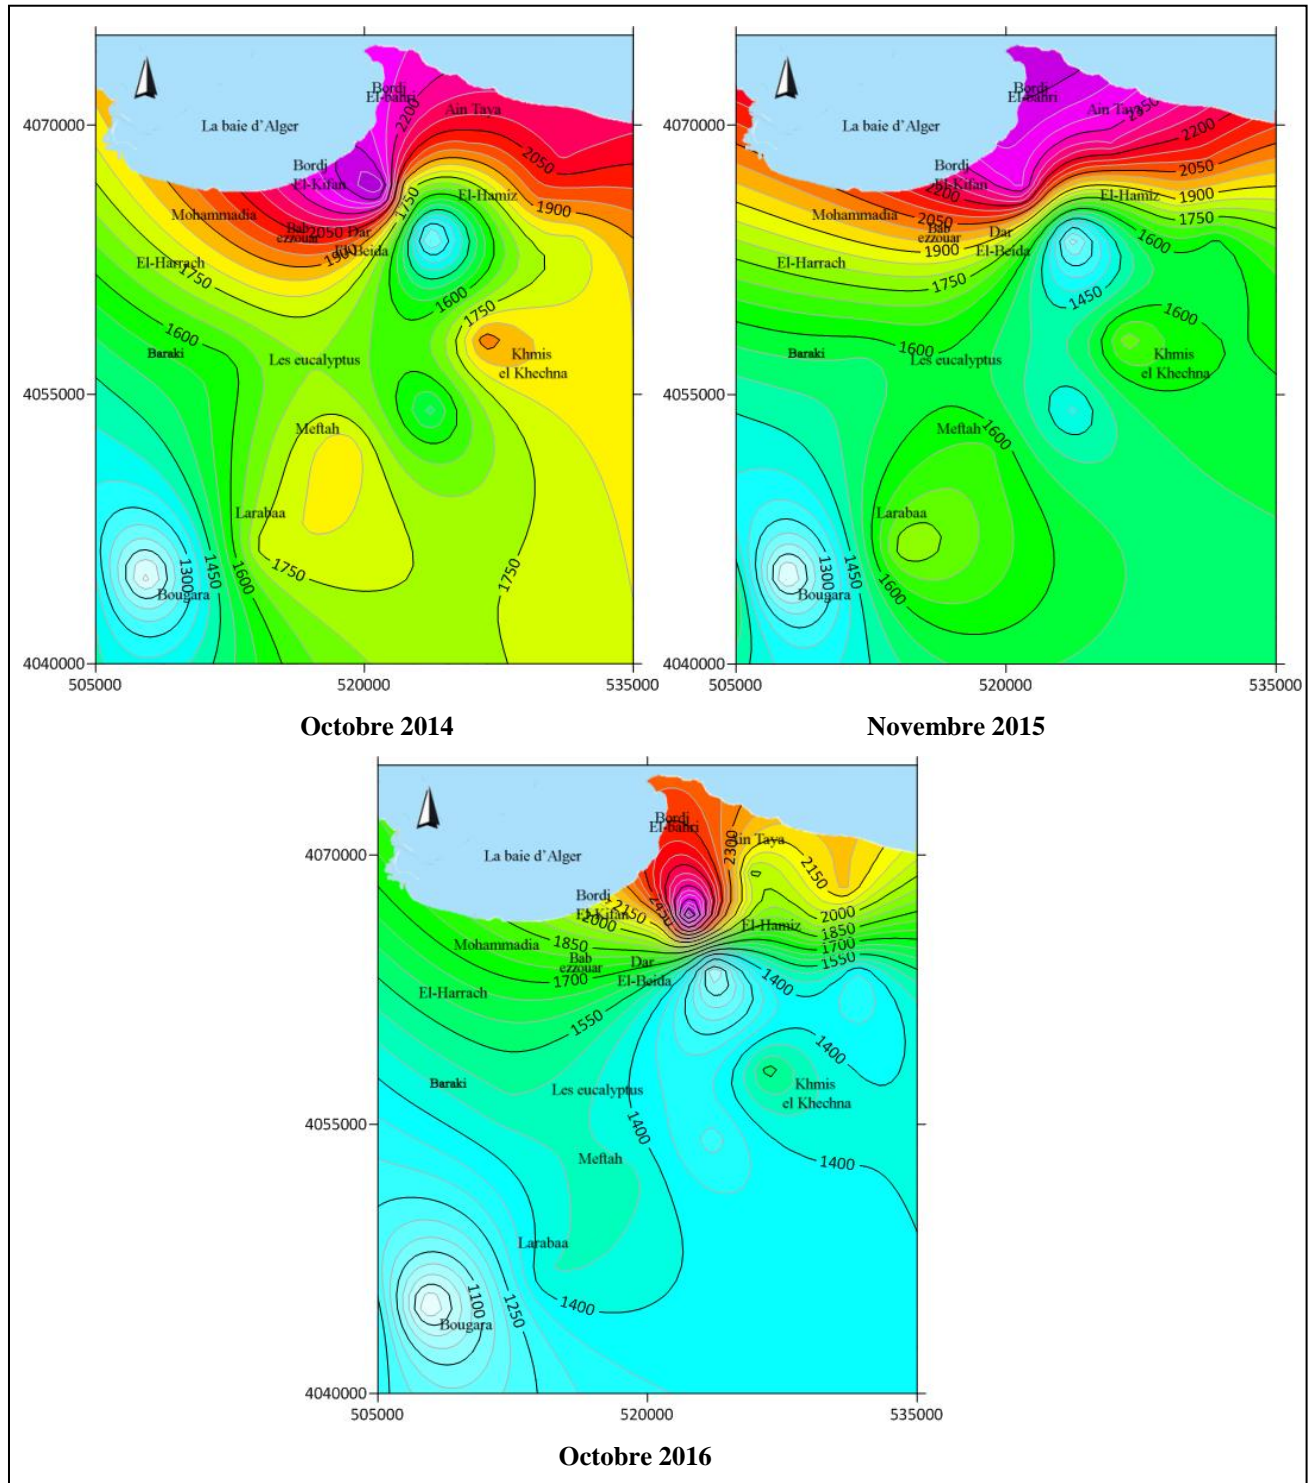 4070000
4055000
4040000
505000
520000
535000
La baie d'Alger
Bordj
El-bahri
Ain Taya
2200
Bordj
El-Kifan
2050
1750
El-Hamiz
1900
Mohammadia
Bab
ezzouar
2050
Dar
El-Beida
1900
El-Harrach
1750
1600
1750
1600
Baraki
Les eucalyptus
Khmis
el Khechna
Meftah
Larabaa
1750
1750
1300
1450
1600
Bougara
Octobre 2014
4070000
4055000
4040000
505000
520000
535000
La baie d'Alger
Bordj
El-bahri
Ain Taya
2350
2200
Bordj
El-Kifan
2200
2050
El-Hamiz
1900
Mohammadia
2050
1750
Bab
ezzouar
Dar
El-Beida
1900
1600
El-Harrach
1750
1450
1600
Baraki
1600
Les eucalyptus
Khmis
el Khechna
Meftah
1600
Larabaa
1300
1450
1600
Bougara
Novembre 2015
4070000
4055000
4040000
505000
520000
535000
La baie d'Alger
Bordj
El-bahri
2300
Ain Taya
2150
Bordj
El-Kifan
2150
2450
2000
2000
El-Hamiz
1850
Mohammadia
1850
1700
Bab
ezzouar
Dar
El-Beida
1700
1550
El-Harrach
1400
1550
1400
Baraki
Les eucalyptus
Khmis
el Khechna
1400
Meftah
1400
Larabaa
1100
1250
1400
Bougara
Octobre 2016